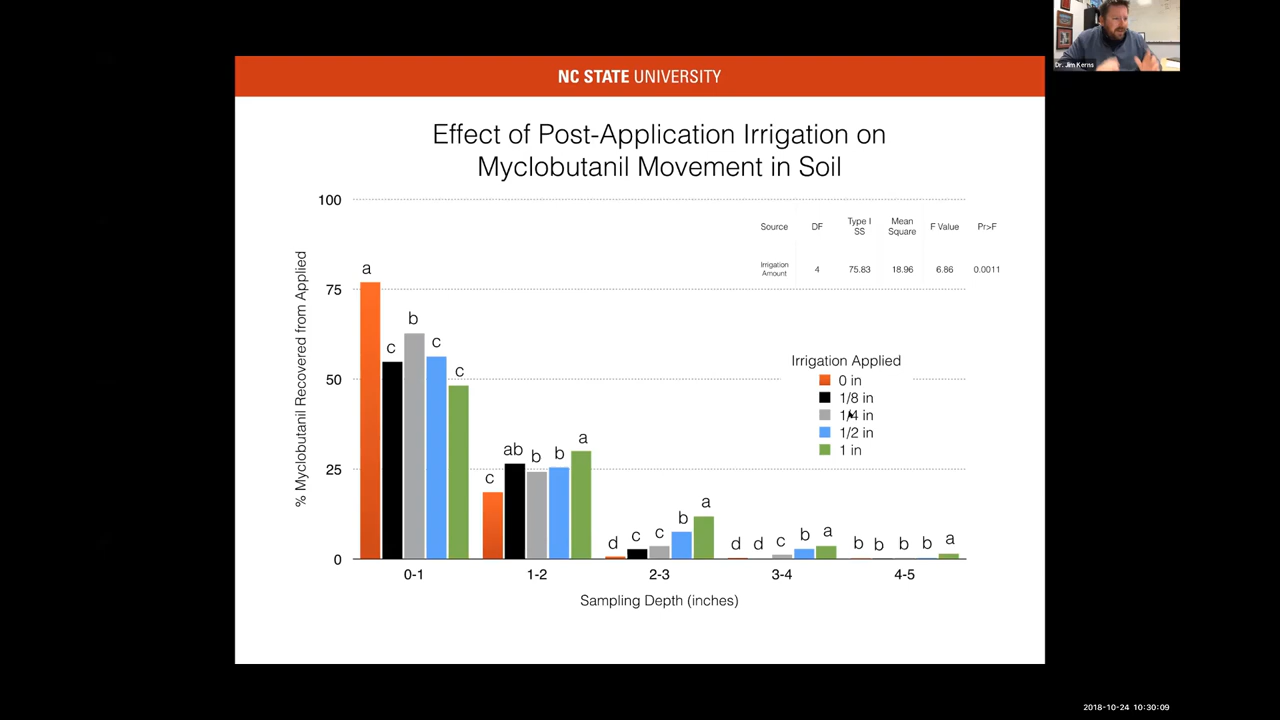 Dr. Jim Kerns
NC STATE UNIVERSITY
Effect of Post-Application Irrigation on
Myclobutanil Movement in Soil
Source DF Type I SS Mean Square F Value Pr>F
Irrigation Amount 4 75.83 18.96 6.86 0.0011
% Myclobutanil Recovered from Applied
100
75
50
25
0
a c b c c
c ab b b a
d c c b a
d d c b a
b b b b a
Irrigation Applied
0 in
1/8 in
1/4 in
1/2 in
1 in
0-1 1-2 2-3 3-4 4-5
Sampling Depth (inches)
2018-10-24 10:30:09